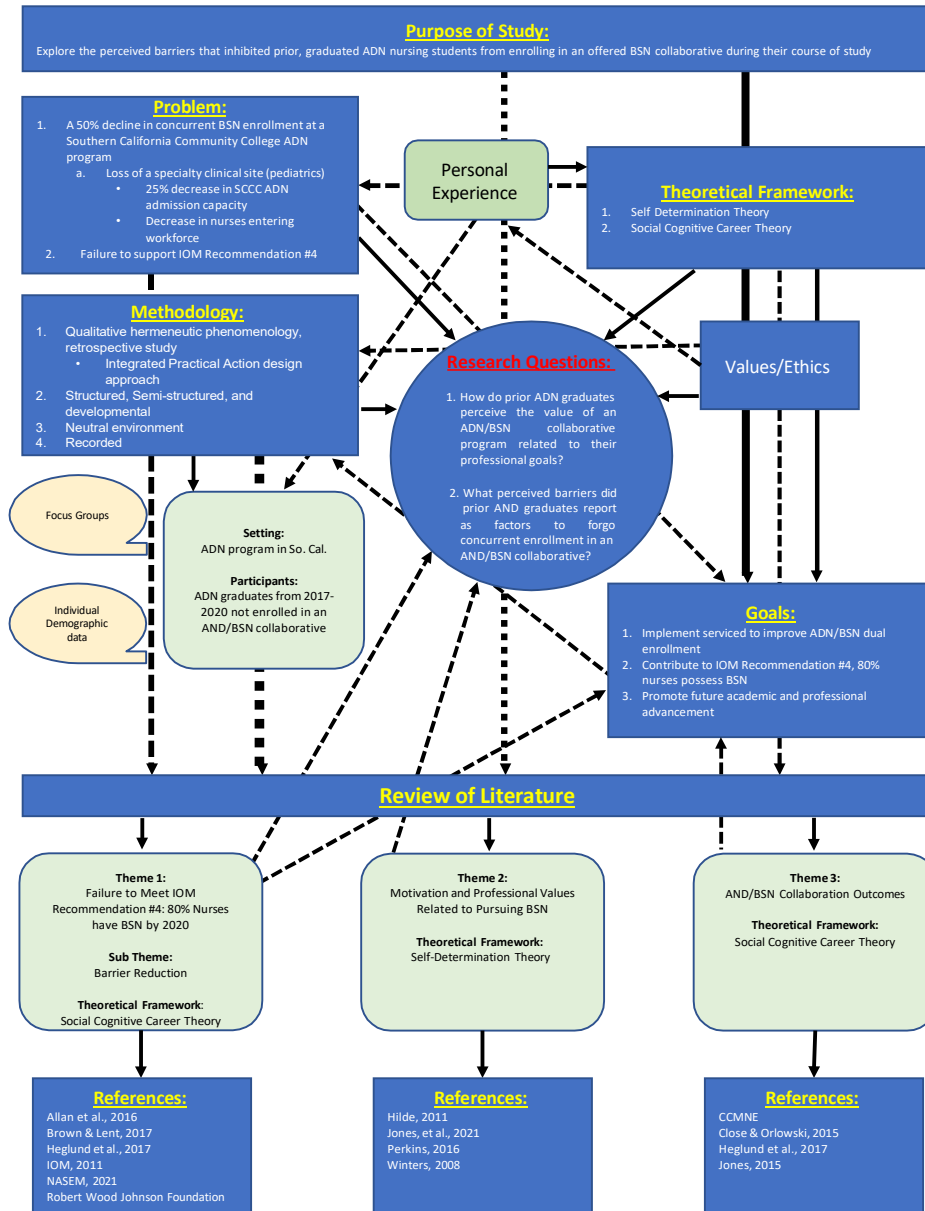 Purpose of Study:
Explore the perceived barriers that inhibited prior, graduated ADN nursing students from enrolling in an offered BSN collaborative during their course of study
Problem:
1. A 50% decline in concurrent BSN enrollment at a
Southern California Community College ADN
program
a. Loss of a specialty clinical site (pediatrics)
• 25% decrease in SCCC ADN
admission capacity
• Decrease in nurses entering
workforce
2. Failure to support IOM Recommendation #4
Personal
Experience
Theoretical Framework:
1. Self Determination Theory
2. Social Cognitive Career Theory
Methodology:
1. Qualitative hermeneutic phenomenology,
retrospective study
• Integrated Practical Action design
approach
2. Structured, Semi-structured, and
developmental
3. Neutral environment
4. Recorded
Research Questions:
1. How do prior ADN graduates
perceive the value of an
ADN/BSN collaborative
program related to their
professional goals?
2. What perceived barriers did
prior AND graduates report
as factors to forgo
concurrent enrollment in an
AND/BSN collaborative?
Values/Ethics
Focus Groups
Individual
Demographic
data
Setting:
ADN program in So. Cal.
Participants:
ADN graduates from 2017-
2020 not enrolled in an
AND/BSN collaborative
Goals:
1. Implement serviced to improve ADN/BSN dual
enrollment
2. Contribute to IOM Recommendation #4, 80%
nurses possess BSN
3. Promote future academic and professional
advancement
Review of Literature
Theme 1:
Failure to Meet IOM
Recommendation #4: 80% Nurses
have BSN by 2020
Sub Theme:
Barrier Reduction
Theoretical Framework:
Social Cognitive Career Theory
Theme 2:
Motivation and Professional Values
Related to Pursuing BSN
Theoretical Framework:
Self-Determination Theory
Theme 3:
AND/BSN Collaboration Outcomes
Theoretical Framework:
Social Cognitive Career Theory
References:
Allan et al., 2016
Brown & Lent, 2017
Heglund et al., 2017
IOM, 2011
NASEM, 2021
Robert Wood Johnson Foundation
References:
Hilde, 2011
Jones, et al., 2021
Perkins, 2016
Winters, 2008
References:
CCMNE
Close & Orlowski, 2015
Heglund et al., 2017
Jones, 2015